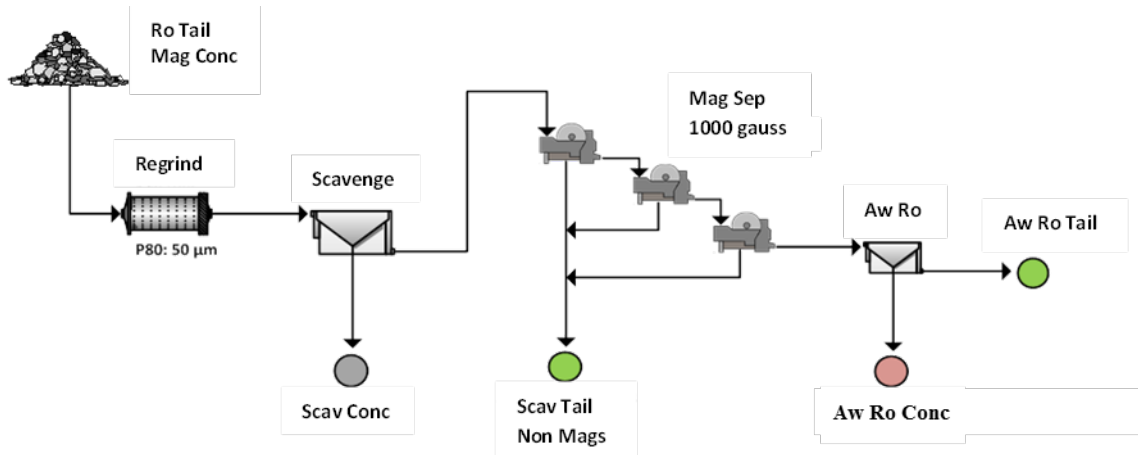 Ro Tail
Mag Conc
Regrind
P80: 50 µm
Scavenge
Mag Sep
1000 gauss
Aw Ro
Aw Ro Tail
Scav Conc
Scav Tail
Non Mags
Aw Ro Conc